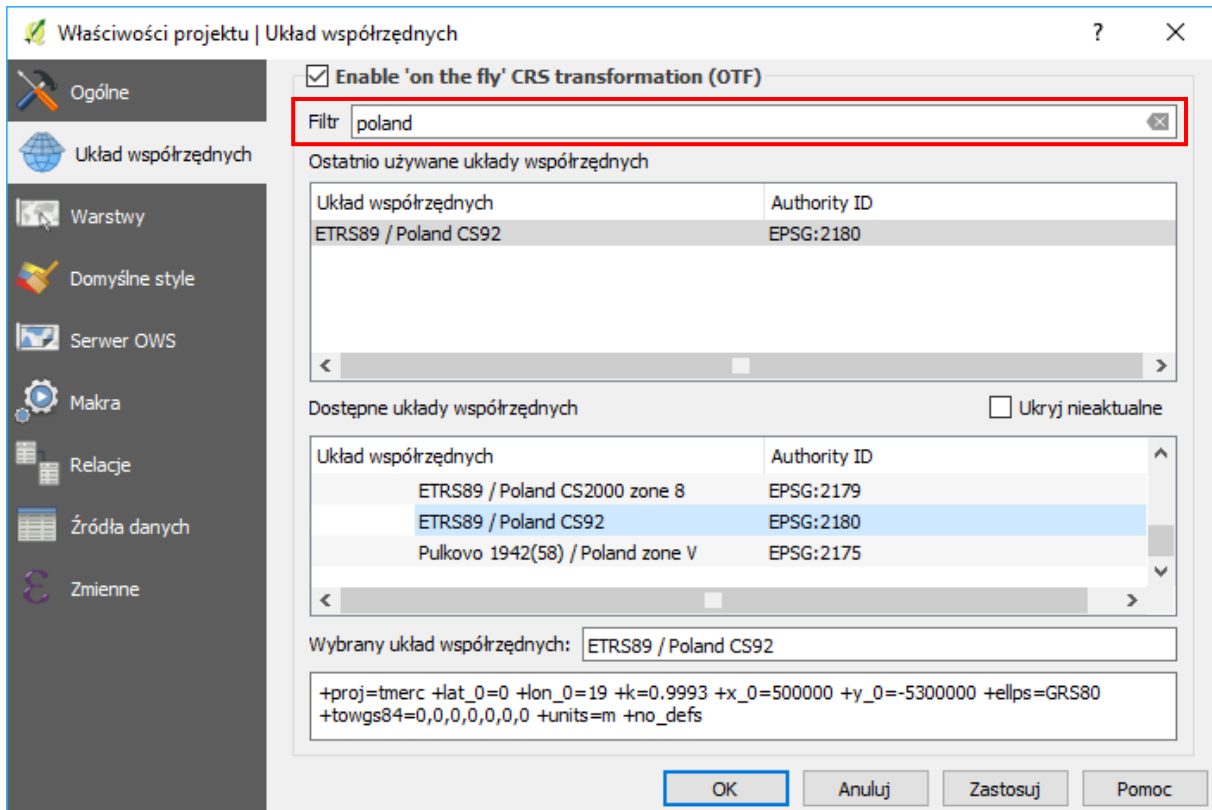 Właściwości projektu | Układ współrzędnych
?
Ogólne
Układ współrzędnych
Warstwy
Domyślne style
Serwer OWS
Makra
Relacje
Źródła danych
Zmienne
Enable 'on the fly' CRS transformation (OTF)
Filtr poland
Ostatnio używane układy współrzędnych
Układ współrzędnych Authority ID
ETRS89 / Poland CS92 EPSG:2180
Dostępne układy współrzędnych Ukryj nieaktualne
Układ współrzędnych Authority ID
ETRS89 / Poland CS2000 zone 8 EPSG:2179
ETRS89 / Poland CS92 EPSG:2180
Pulkovo 1942(58) / Poland zone V EPSG:2175
Wybrany układ współrzędnych: ETRS89 / Poland CS92
+proj=tmerc +lat_0=0 +lon_0=19 +k=0.9993 +x_0=500000 +y_0=-5300000 +ellps=GRS80
+towgs84=0,0,0,0,0,0,0 +units=m +no_defs
OK Anuluj Zastosuj Pomoc